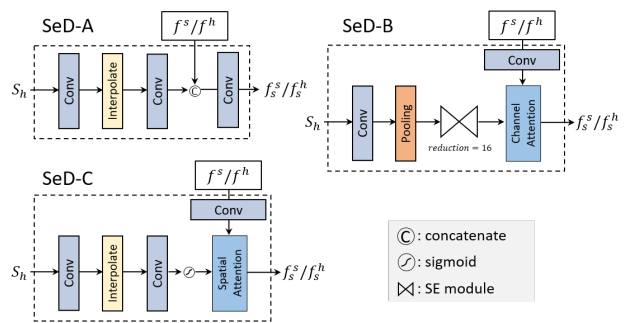 SeD-A
f^s/f^h
S_h
Conv
Interpolate
Conv
©
Conv
f_s^s/f_s^h
SeD-B
f^s/f^h
Conv
S_h
Conv
Pooling
reduction = 16
Channel
Attention
f_s^s/f_s^h
SeD-C
f^s/f^h
Conv
S_h
Conv
Interpolate
Conv
Spatial
Attention
f_s^s/f_s^h
©: concatenate
: sigmoid
: SE module